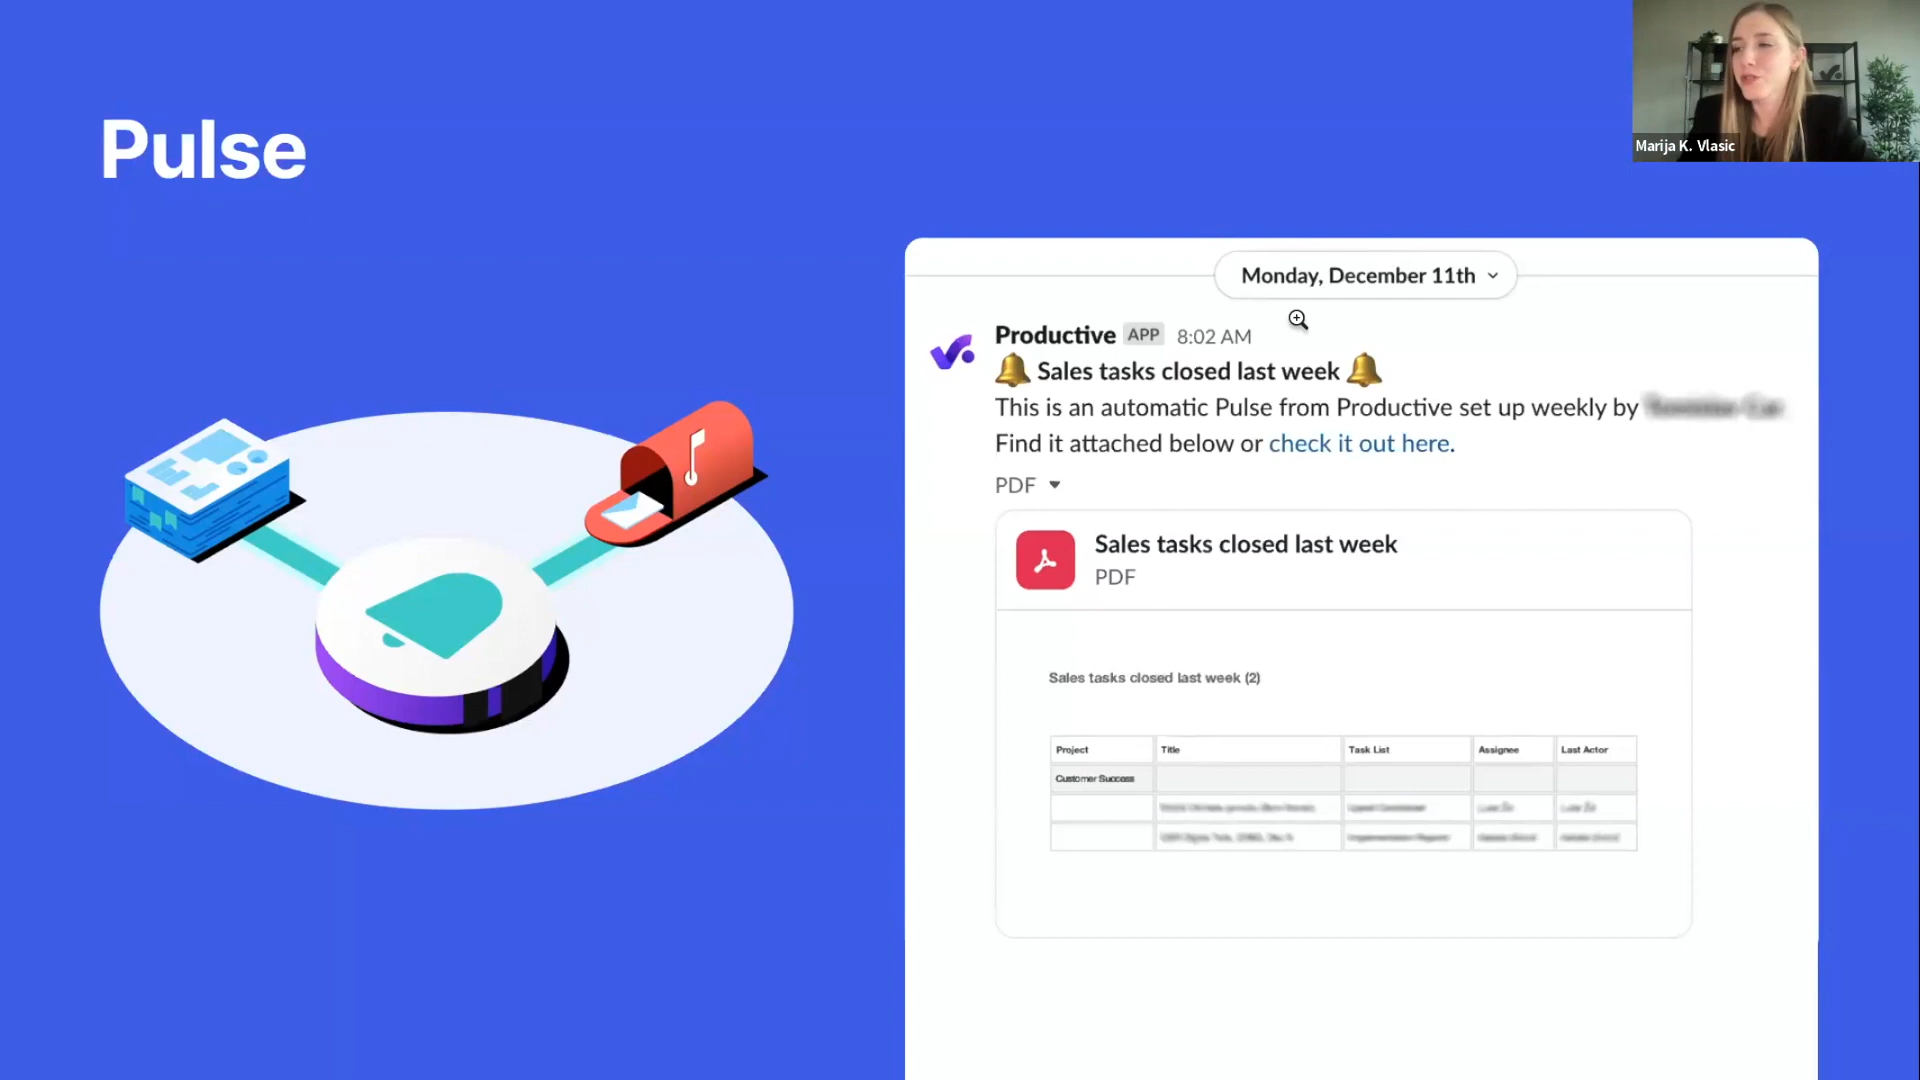 Pulse
Marija K. Vlasic
Monday, December 11th
Productive APP 8:02 AM
Sales tasks closed last week
This is an automatic Pulse from Productive set up weekly by
Find it attached below or check it out here.
PDF
Sales tasks closed last week
PDF
Sales tasks closed last week (2)
Project Title Task List Assignee Last Actor
Customer Success